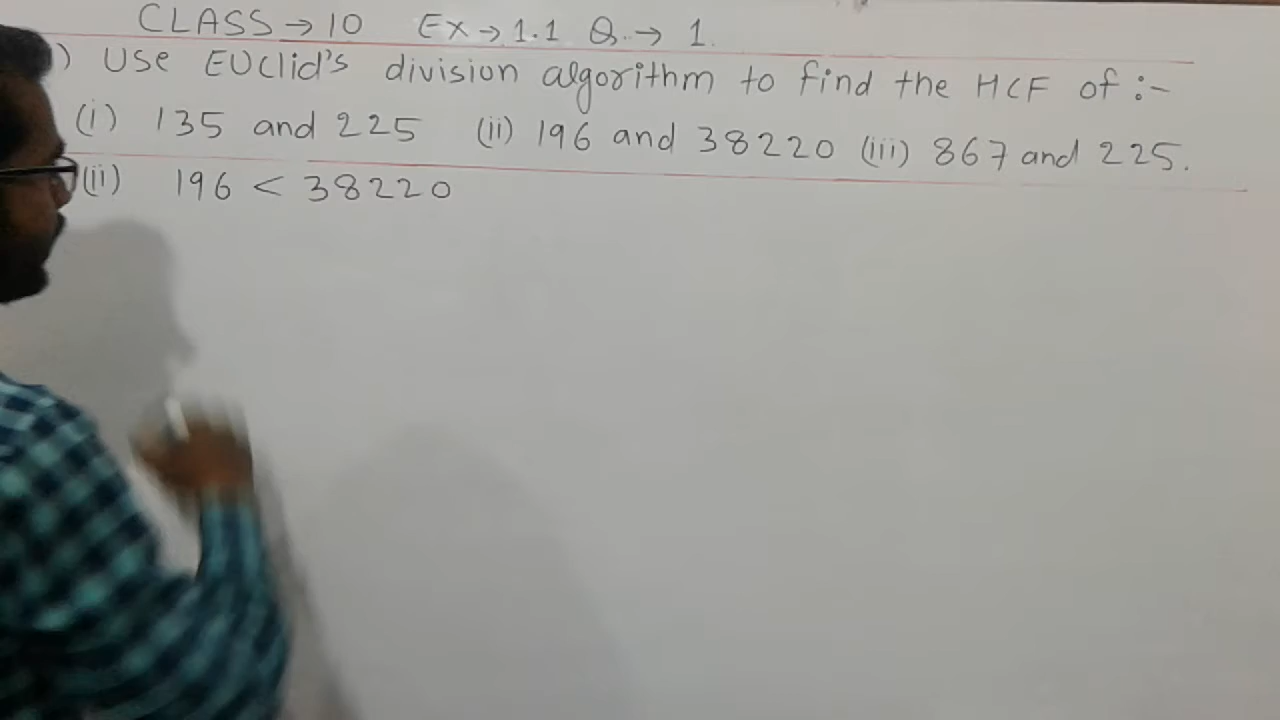 CLASS → 10 Ex → 1.1 Q. → 1.
) Use EUClid's division algorithm to find the HCF of :-
(i) 135 and 225 (ii) 196 and 38220 (iii) 867 and 225.
(ii) 196 < 38220